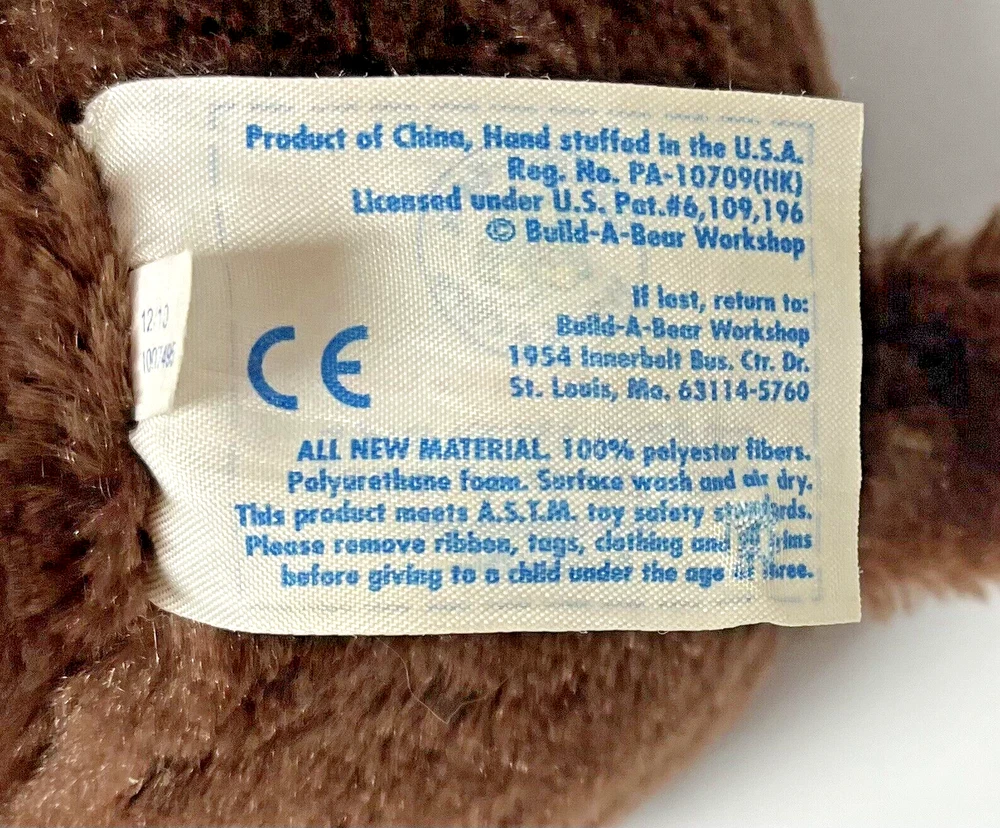 Product of China, Hand stuffed in the U.S.A.
Reg. No. PA-10709(HK)
Licensed under U.S. Pat.#6,109,196
© Build-A-Bear Workshop
If lost, return to:
Build-A-Bear Workshop
1954 Innerbelt Bus. Ctr. Dr.
St. Louis, Mo. 63114-5760
CE
12-10
ALL NEW MATERIAL. 100% polyester fibers.
Polyurethane foam. Surface wash and air dry.
This product meets A.S.T.M. toy safety standards.
Please remove ribbon, tags, clothing and trims
before giving to a child under the age of three.